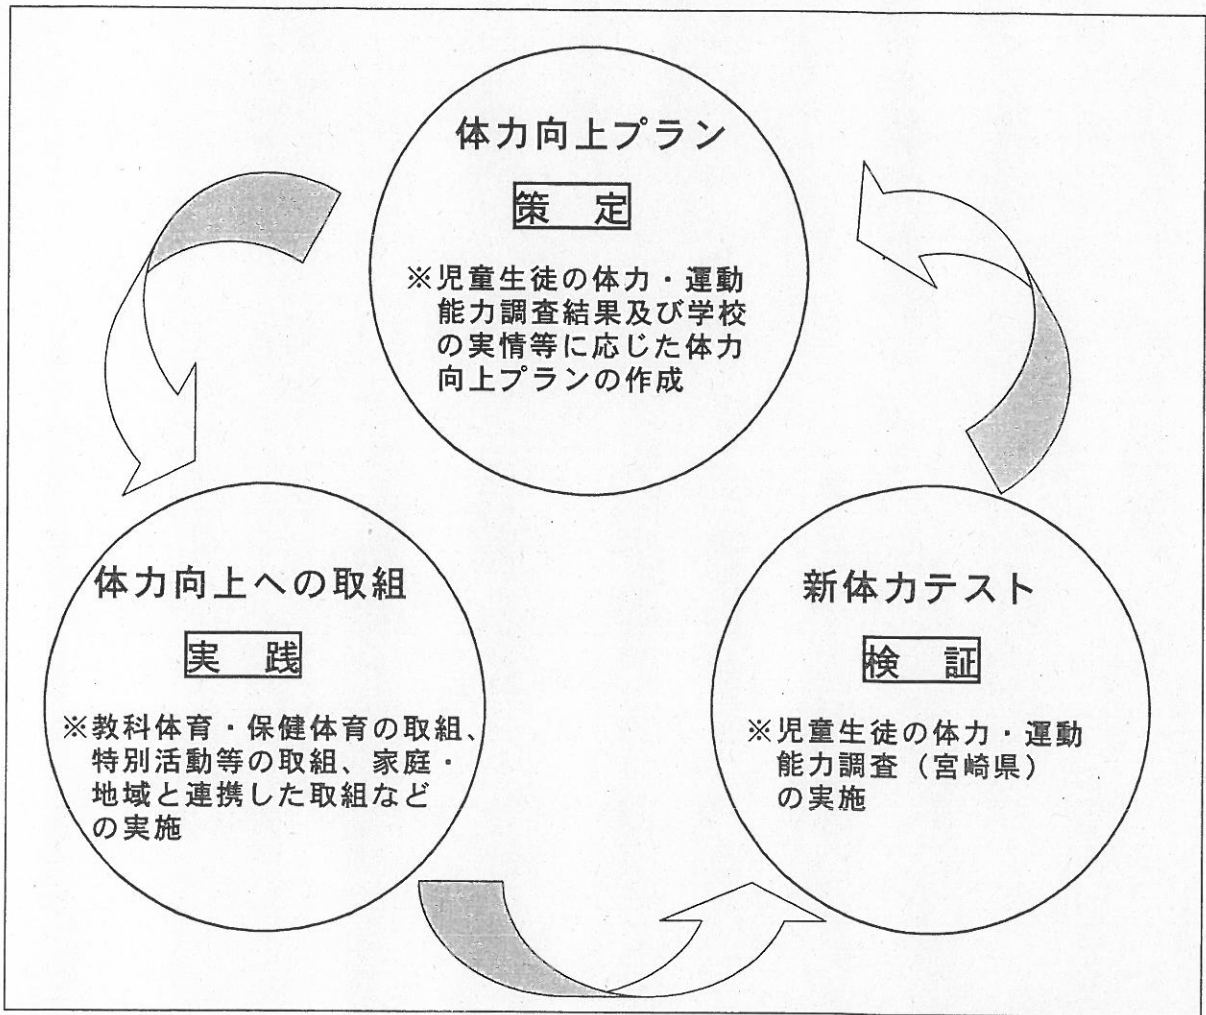 体力向上プラン
策 定
※児童生徒の体力・運動
能力調査結果及び学校
の実情等に応じた体力
向上プランの作成
体力向上への取組
実 践
※教科体育・保健体育の取組、
特別活動等の取組、家庭・
地域と連携した取組など
の実施
新体力テスト
検 証
※児童生徒の体力・運動
能力調査（宮崎県）
の実施